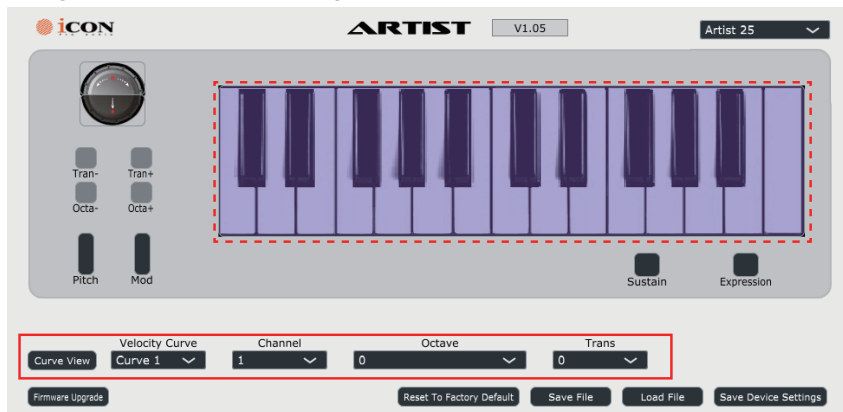 icon
PRO AUDIO
ARTIST
V1.05
Artist 25
Tran-
Tran+
Octa-
Octa+
Pitch
Mod
Sustain
Expression
Velocity Curve
Channel
Octave
Trans
Curve View
Curve 1
1
0
0
Firmware Upgrade
Reset To Factory Default
Save File
Load File
Save Device Settings